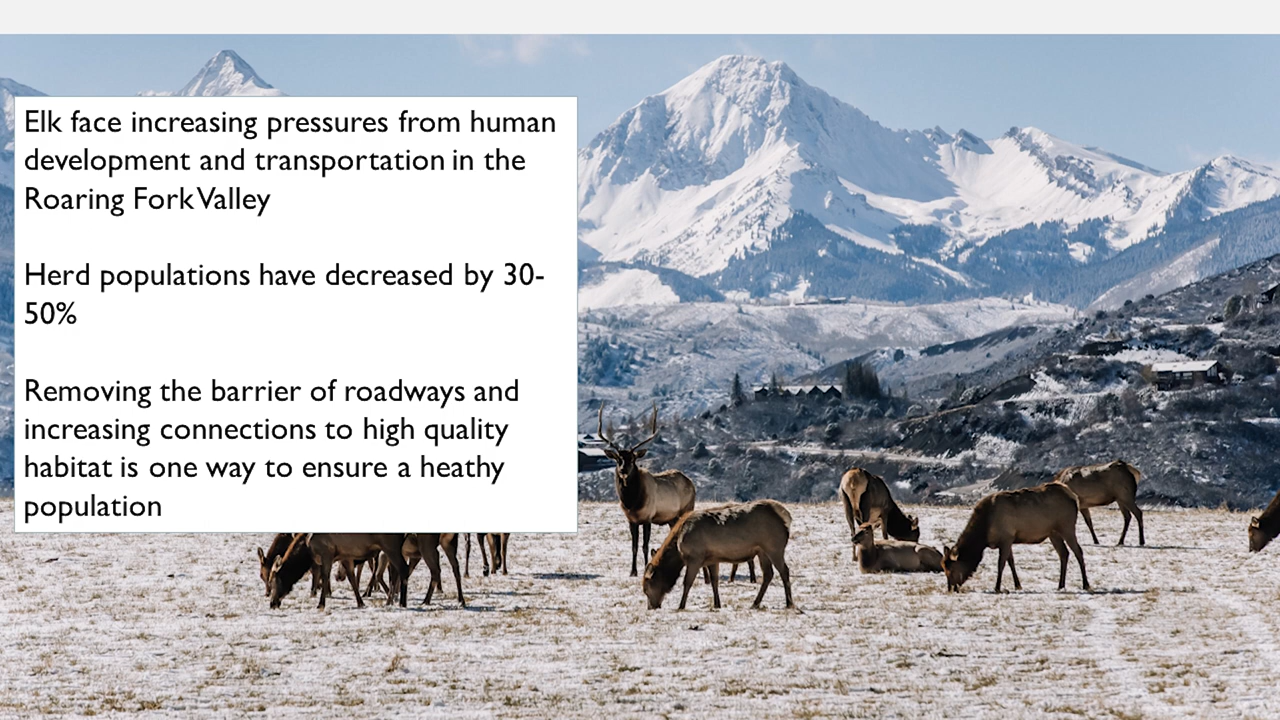 Elk face increasing pressures from human
development and transportation in the
Roaring Fork Valley
Herd populations have decreased by 30-
50%
Removing the barrier of roadways and
increasing connections to high quality
habitat is one way to ensure a heathy
population